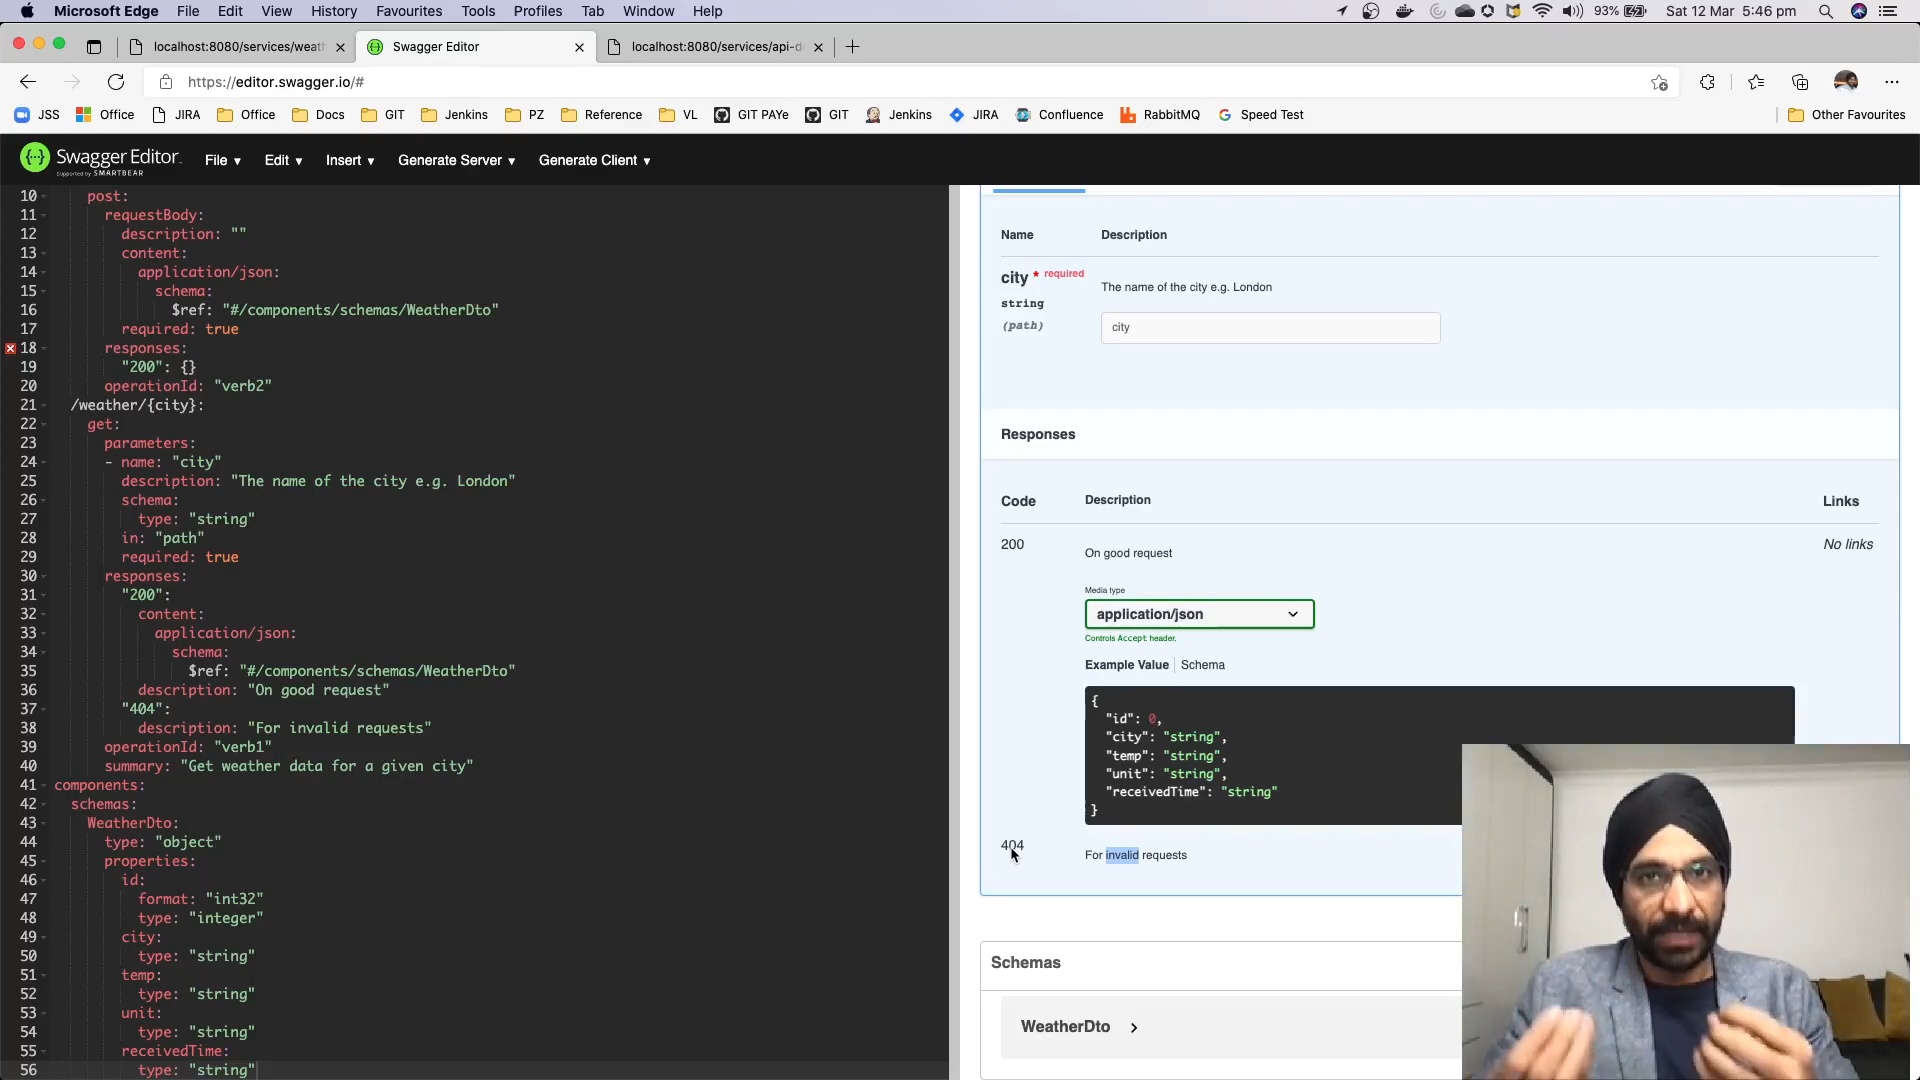 Microsoft Edge File Edit View History Favourites Tools Profiles Tab Window Help 93% Sat 12 Mar 5:46 pm
localhost:8080/services/weath Swagger Editor localhost:8080/services/api-d
https://editor.swagger.io/#
JSS Office JIRA Office Docs GIT Jenkins PZ Reference VL GIT PAYe GIT Jenkins JIRA Confluence RabbitMQ Speed Test Other Favourites
Swagger Editor
Supported by SMARTBEAR
File Edit Insert Generate Server Generate Client
10 post:
11 requestBody:
12 description: ""
13 content:
14 application/json:
15 schema:
16 $ref: "#/components/schemas/WeatherDto"
17 required: true
18 responses:
19 "200": {}
20 operationId: "verb2"
21 /weather/{city}:
22 get:
23 parameters:
24 - name: "city"
25 description: "The name of the city e.g. London"
26 schema:
27 type: "string"
28 in: "path"
29 required: true
30 responses:
31 "200":
32 content:
33 application/json:
34 schema:
35 $ref: "#/components/schemas/WeatherDto"
36 description: "On good request"
37 "404":
38 description: "For invalid requests"
39 operationId: "verb1"
40 summary: "Get weather data for a given city"
41 components:
42 schemas:
43 WeatherDto:
44 type: "object"
45 properties:
46 id:
47 format: "int32"
48 type: "integer"
49 city:
50 type: "string"
51 temp:
52 type: "string"
53 unit:
54 type: "string"
55 receivedTime:
56 type: "string"
Name Description
city * required
string
(path)
The name of the city e.g. London
city
Responses
Code Description Links
200 On good request No links
Media type
application/json
Controls Accept header.
Example Value Schema
{
"id": 0,
"city": "string",
"temp": "string",
"unit": "string",
"receivedTime": "string"
}
404 For invalid requests
Schemas
WeatherDto